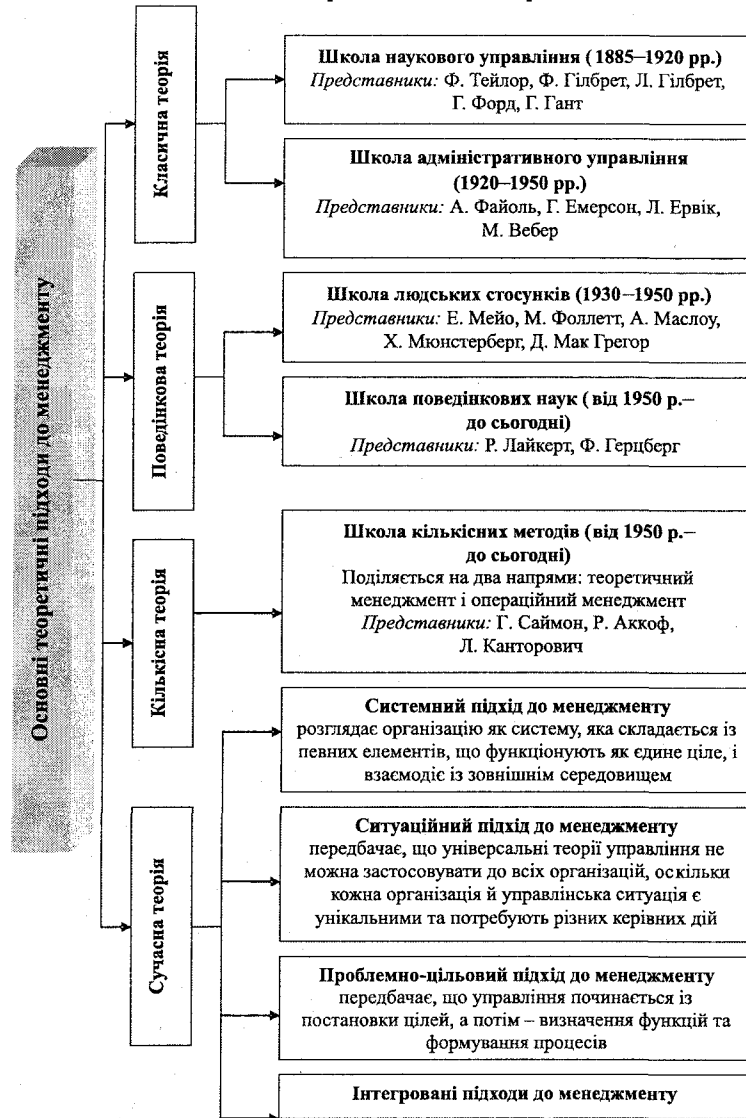 Основні теоретичні підходи до менеджменту
Класична теорія
Школа наукового управління (1885–1920 рр.)
Представники: Ф. Тейлор, Ф. Гілбрет, Л. Гілбрет,
Г. Форд, Г. Гант
Школа адміністративного управління
(1920–1950 рр.)
Представники: А. Файоль, Г. Емерсон, Л. Ервік,
М. Вебер
Поведінкова теорія
Школа людських стосунків (1930–1950 рр.)
Представники: Е. Мейо, М. Фоллетт, А. Маслоу,
Х. Мюнстерберг, Д. Мак Грегор
Школа поведінкових наук ( від 1950 р.–
до сьогодні)
Представники: Р. Лайкерт, Ф. Герцберг
Кількісна теорія
Школа кількісних методів (від 1950 р.–
до сьогодні)
Поділяється на два напрями: теоретичний
менеджмент і операційний менеджмент
Представники: Г. Саймон, Р. Аккоф,
Л. Канторович
Сучасна теорія
Системний підхід до менеджменту
розглядає організацію як систему, яка складається із
певних елементів, що функціонують як єдине ціле, і
взаємодіє із зовнішнім середовищем
Ситуаційний підхід до менеджменту
передбачає, що універсальні теорії управління не
можна застосовувати до всіх організацій, оскільки
кожна організація й управлінська ситуація є
унікальними та потребують різних керівних дій
Проблемно-цільовий підхід до менеджменту
передбачає, що управління починається із
постановки цілей, а потім – визначення функцій та
формування процесів
Інтегровані підходи до менеджменту